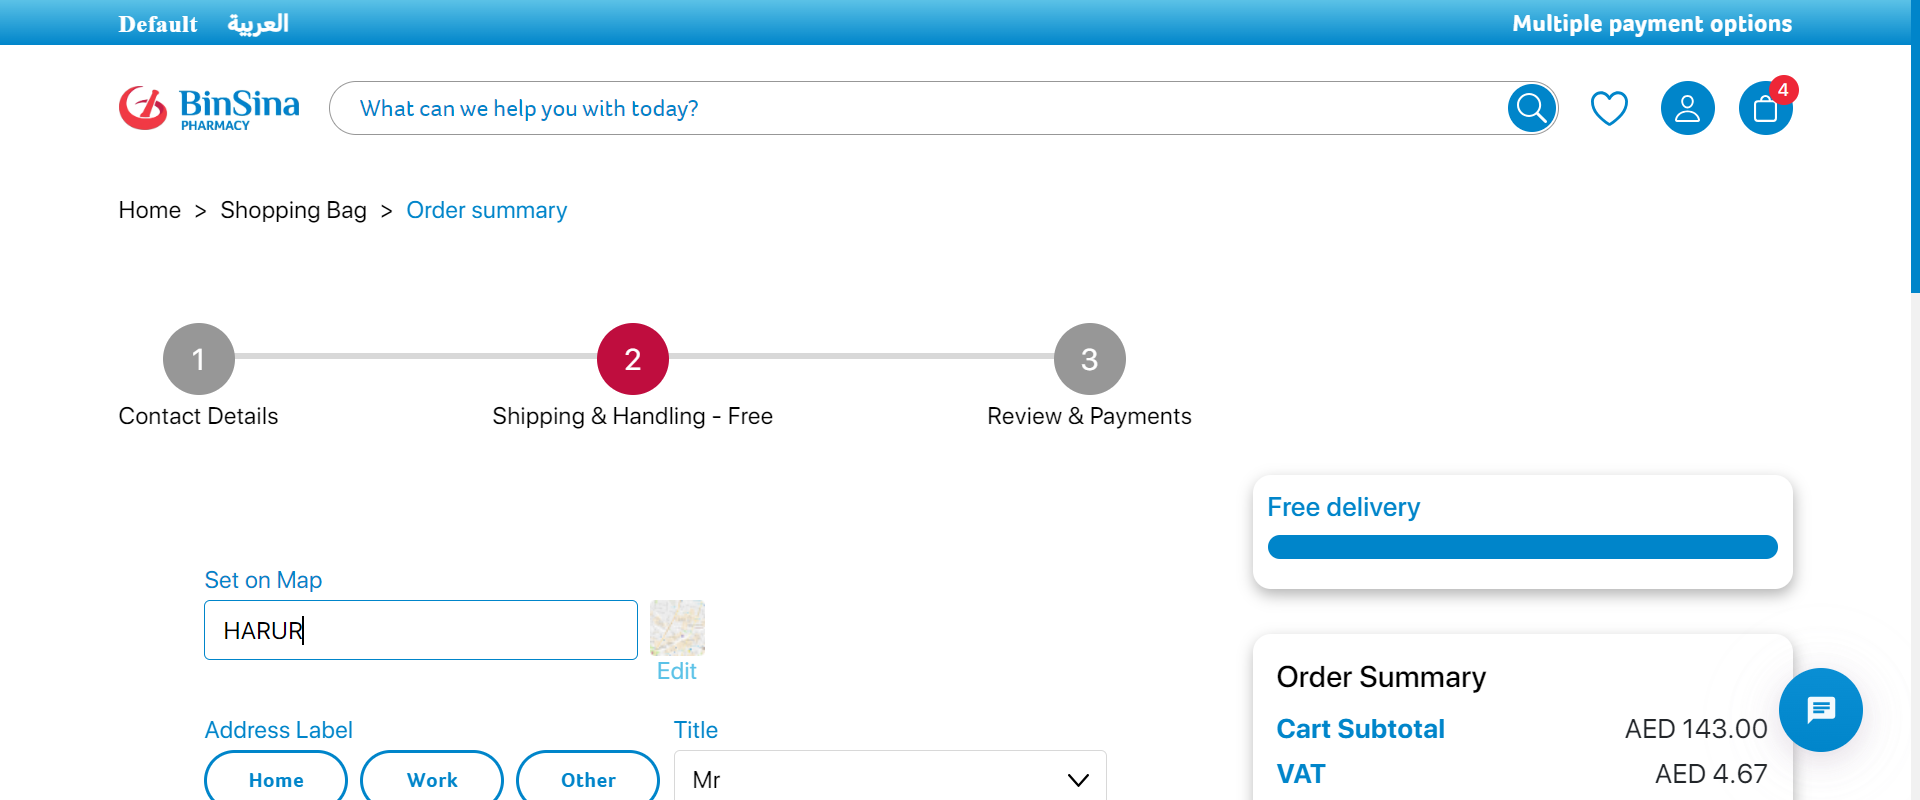 Default العربية Multiple payment options
BinSina PHARMACY What can we help you with today? 4
Home > Shopping Bag > Order summary
1 2 3
Contact Details Shipping & Handling - Free Review & Payments
Free delivery
Set on Map
HARUR
Edit
Order Summary
Address Label Title
Cart Subtotal AED 143.00
Home Work Other Mr
VAT AED 4.67